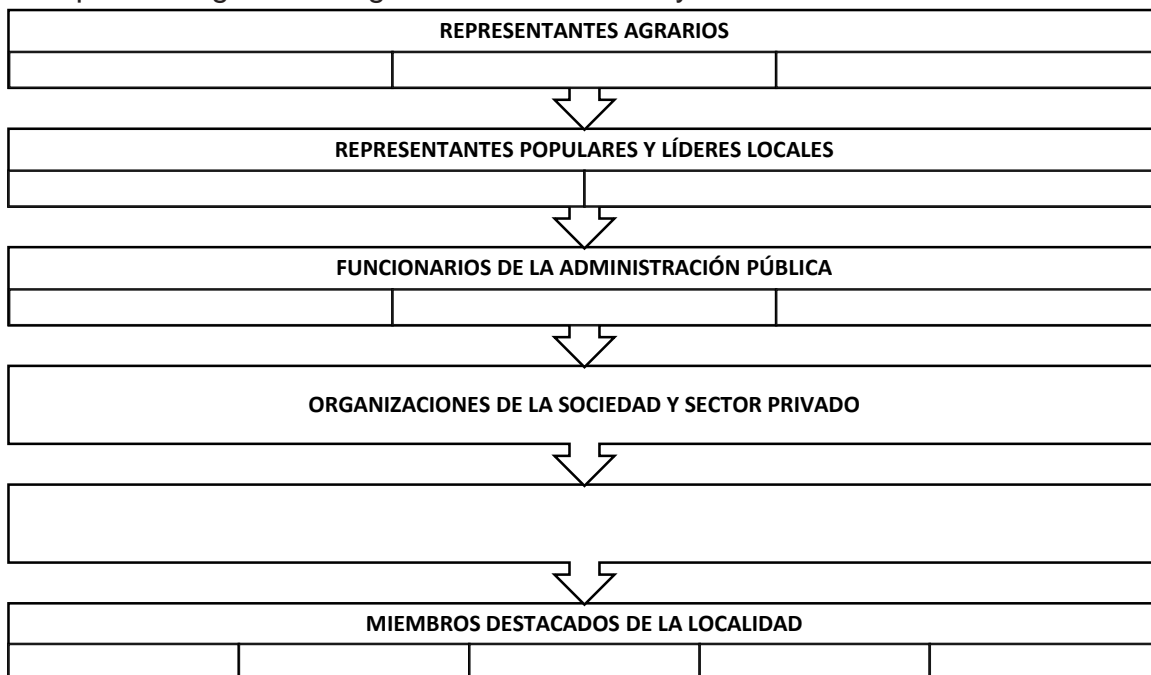 REPRESENTANTES AGRARIOS
REPRESENTANTES POPULARES Y LÍDERES LOCALES
FUNCIONARIOS DE LA ADMINISTRACIÓN PÚBLICA
ORGANIZACIONES DE LA SOCIEDAD Y SECTOR PRIVADO
MIEMBROS DESTACADOS DE LA LOCALIDAD